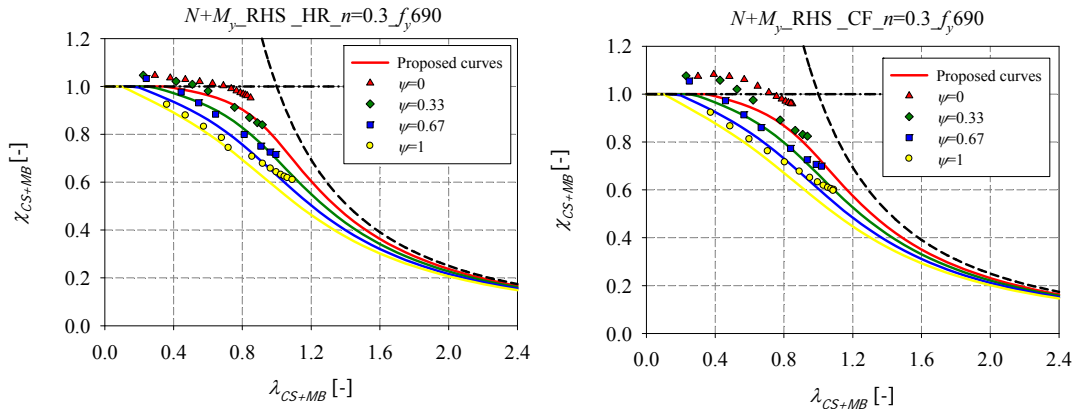 N+My_RHS _HR_n=0.3_fy690
1.2
1.0
0.8
0.6
0.4
0.2
0.0
χCS+MB [-]
Proposed curves
ψ=0
ψ=0.33
ψ=0.67
ψ=1
0.0 0.4 0.8 1.2 1.6 2.0 2.4
λCS+MB [-]
N+My_RHS _CF_n=0.3_fy690
1.2
1.0
0.8
0.6
0.4
0.2
0.0
χCS+MB [-]
Proposed curves
ψ=0
ψ=0.33
ψ=0.67
ψ=1
0.0 0.4 0.8 1.2 1.6 2.0 2.4
λCS+MB [-]